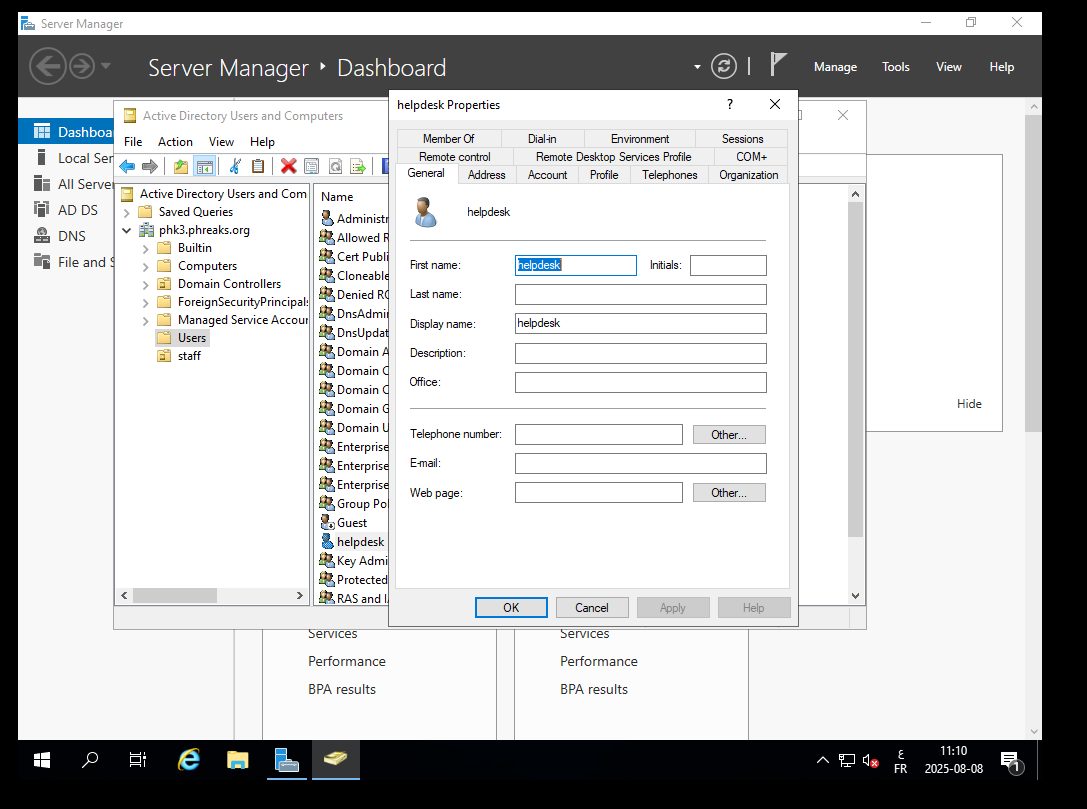 Server Manager
Server Manager ‣ Dashboard
Manage Tools View Help
Dashboa
Local Ser
All Server
AD DS
DNS
File and S
Active Directory Users and Computers
File Action View Help
Active Directory Users and Com
Saved Queries
phk3.phreaks.org
Builtin
Computers
Domain Controllers
ForeignSecurityPrincipals
Managed Service Accour
Users
staff
Name
Administr
Allowed R
Cert Publi
Cloneable
Denied RO
DnsAdmin
DnsUpdat
Domain A
Domain C
Domain C
Domain G
Domain U
Enterprise
Enterprise
Enterprise
Group Pol
Guest
helpdesk
Key Admi
Protected
RAS and I
helpdesk Properties
? 
Member Of Dial-in Environment Sessions
Remote control Remote Desktop Services Profile COM+
General Address Account Profile Telephones Organization
helpdesk
First name: helpdesk Initials:
Last name:
Display name: helpdesk
Description:
Office:
Telephone number: Other...
E-mail:
Web page: Other...
OK Cancel Apply Help
Hide
Services
Performance
BPA results
Services
Performance
BPA results
ع
FR
11:10
2025-08-08
1